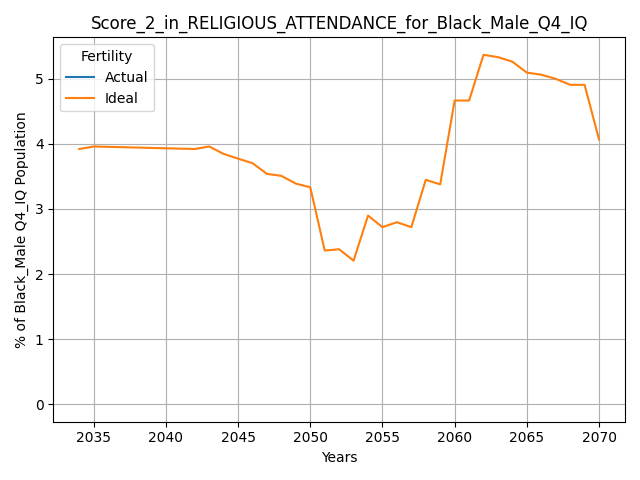 Score_2_in_RELIGIOUS_ATTENDANCE_for_Black_Male_Q4_IQ
Fertility
Actual
Ideal
% of Black_Male Q4_IQ Population
5
4
3
2
1
0
2035 2040 2045 2050 2055 2060 2065 2070
Years